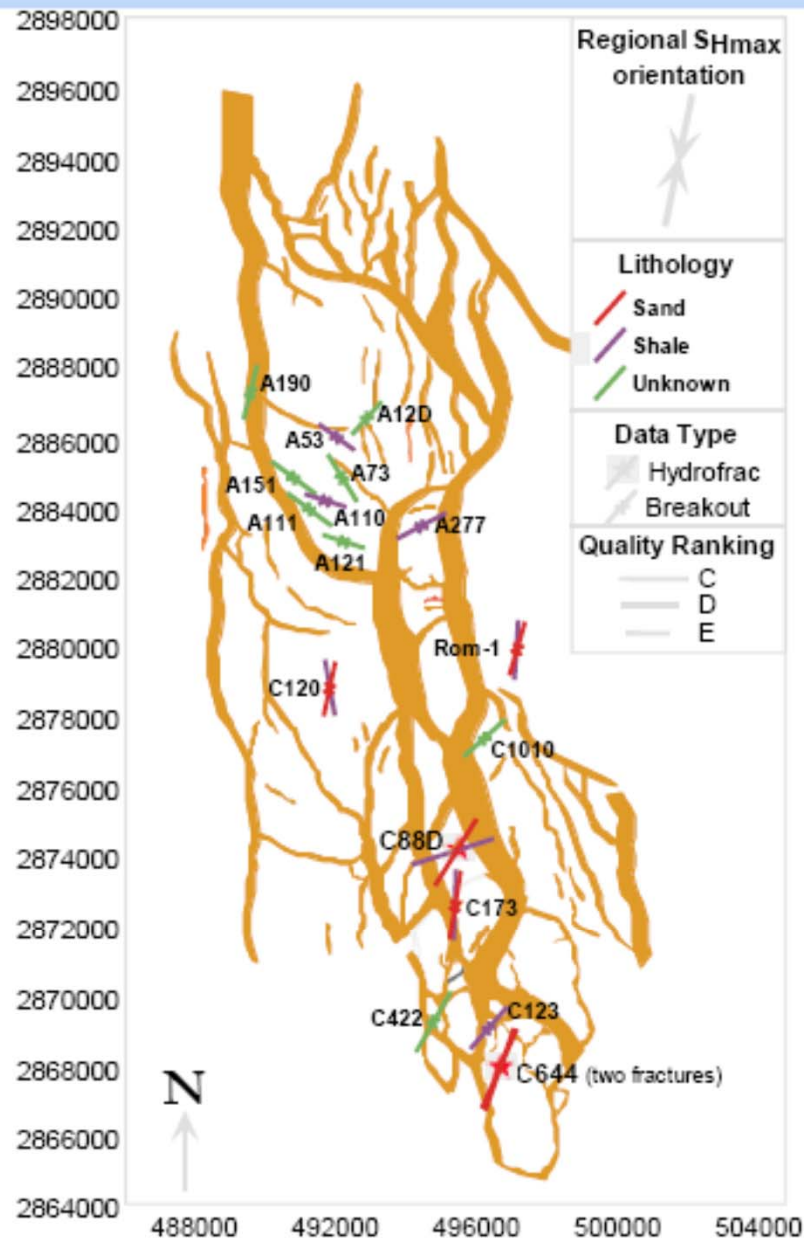 2898000
2896000
2894000
2892000
2890000
2888000
2886000
2884000
2882000
2880000
2878000
2876000
2874000
2872000
2870000
2868000
2866000
2864000
488000 492000 496000 500000 504000
Regional SHmax
orientation
Lithology
Sand
Shale
Unknown
Data Type
Hydrofrac
Breakout
Quality Ranking
C
D
E
A190
A12D
A53
A73
A151
A110
A111
A277
A121
Rom-1
C120
C1010
C88D
C173
C422
C123
C644 (two fractures)
N